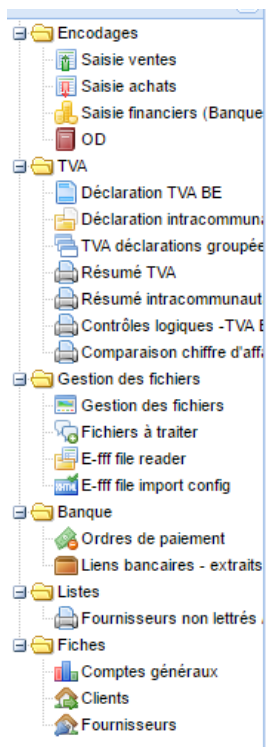 Encodages
Saisie ventes
Saisie achats
Saisie financiers (Banque
OD
TVA
Déclaration TVA BE
Déclaration intracommuna
TVA déclarations groupée
Résumé TVA
Résumé intracommunaut
Contrôles logiques -TVA B
Comparaison chiffre d'affa
Gestion des fichiers
Gestion des fichiers
Fichiers à traiter
E-fff file reader
E-fff file import config
Banque
Ordres de paiement
Liens bancaires - extraits
Listes
Fournisseurs non lettrés
Fiches
Comptes généraux
Clients
Fournisseurs